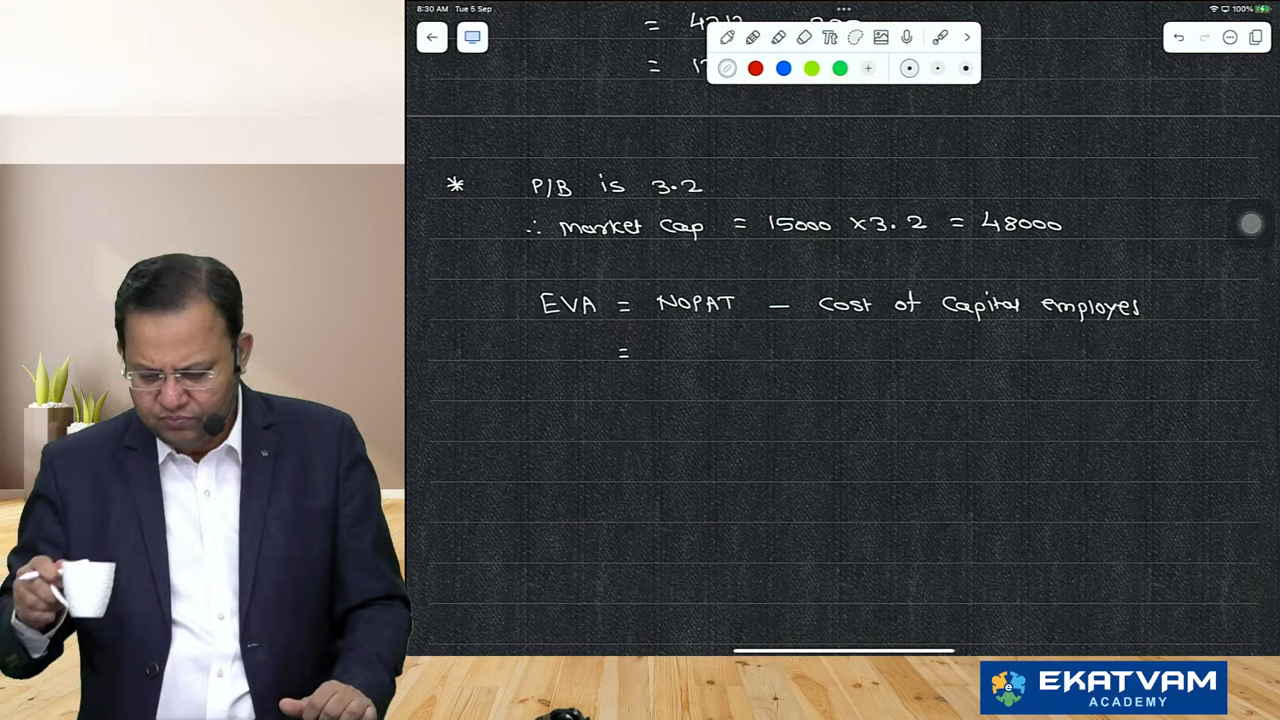 8:30 AM Tue 5 Sep
100%
=
=
Tt
* P/B is 3.2
∴ market cap = 15000 x 3.2 = 48000
EVA = NOPAT — cost of capital employed
=
EKATVAM
ACADEMY